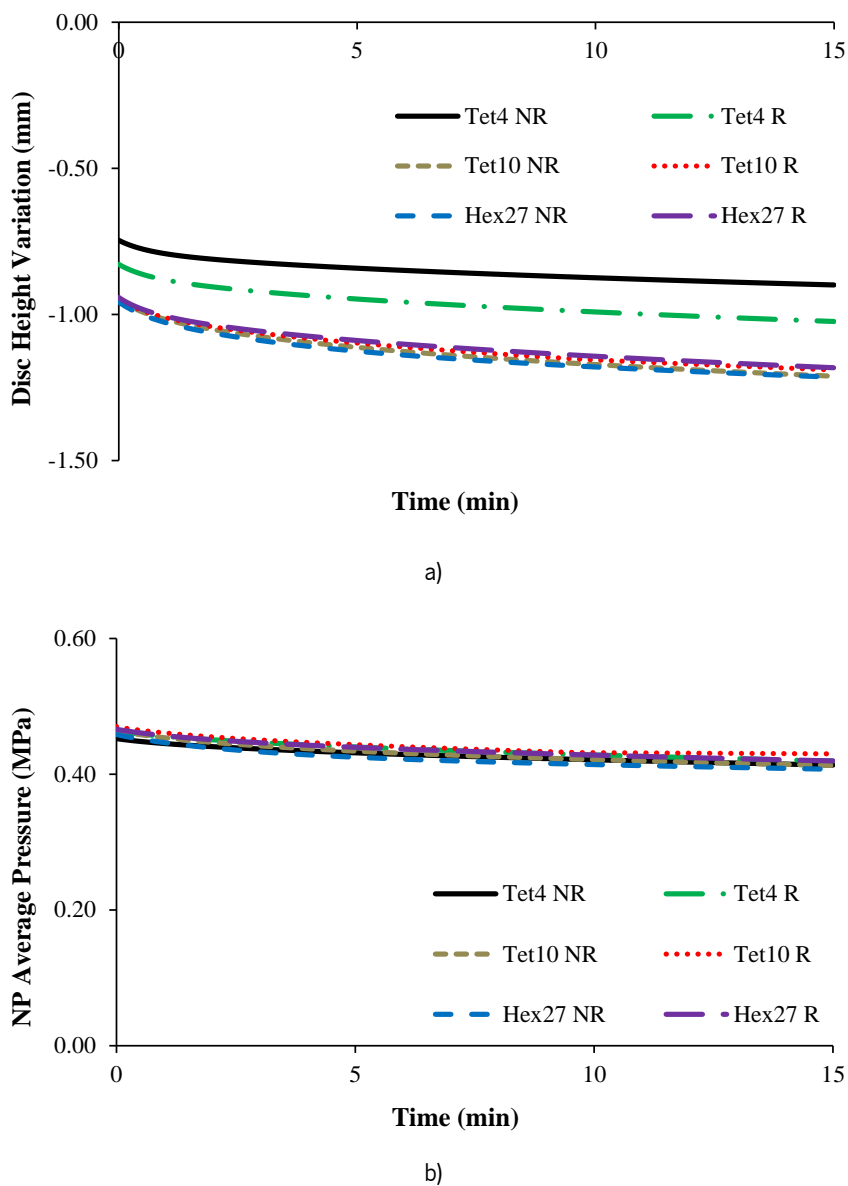 0.00
0 5 10 15
Tet4 NR Tet4 R
-0.50
Tet10 NR Tet10 R
Hex27 NR Hex27 R
-1.00
-1.50
Disc Height Variation (mm)
Time (min)
a)
0.60
0.40
0.20
Tet4 NR Tet4 R
Tet10 NR Tet10 R
Hex27 NR Hex27 R
0.00
0 5 10 15
NP Average Pressure (MPa)
Time (min)
b)